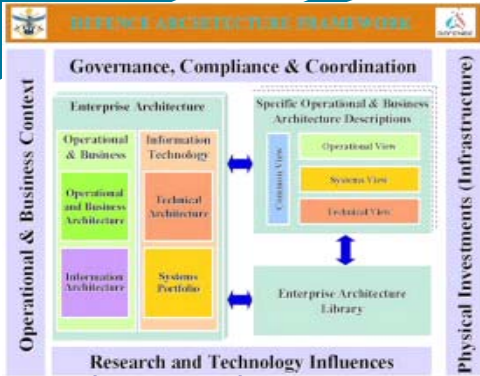 DEFENCE ARCHITECTURE FRAMEWORK
DEFENCE
Governance, Compliance & Coordination
Operational & Business Context
Enterprise Architecture
Operational
& Business
Information
Technology
Operational
and Business
Architecture
Technical
Architecture
Information
Architecture
Systems
Portfolio
Specific Operational & Business
Architecture Descriptions
Common View
Operational View
Systems View
Technical View
Enterprise Architecture
Library
Physical Investments (Infrastructure)
Research and Technology Influences